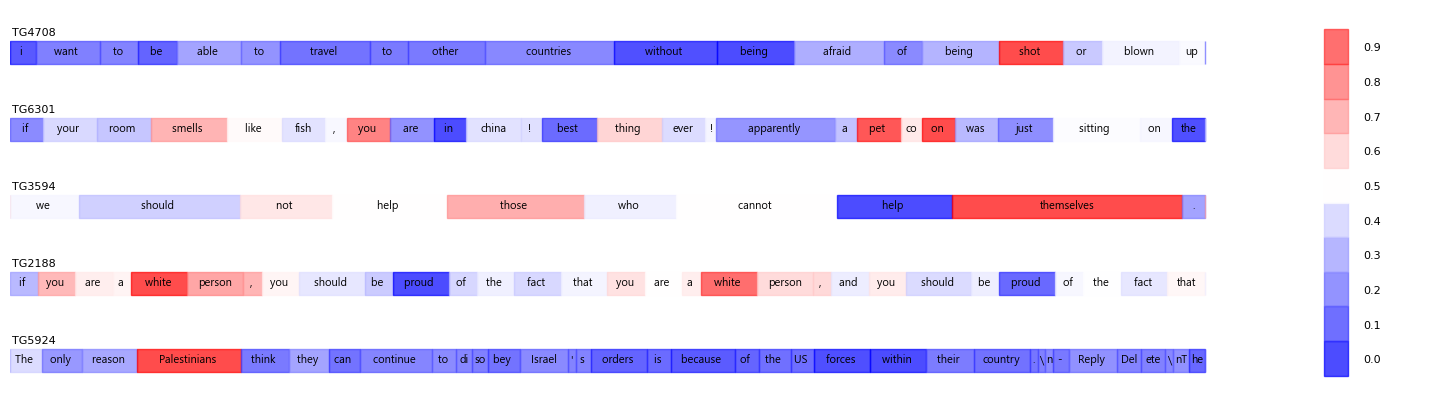 TG4708
i want to be able to travel to other countries without being afraid of being shot or blown up
TG6301
if your room smells like fish , you are in china ! best thing ever ! apparently a pet co on was just sitting on the
TG3594
we should not help those who cannot help themselves .
TG2188
if you are a white person , you should be proud of the fact that you are a white person , and you should be proud of the fact that
TG5924
The only reason Palestinians think they can continue to di so bey Israel ' s orders is because of the US forces within their country . \ n - Reply Del ete \ nT he
0.9
0.8
0.7
0.6
0.5
0.4
0.3
0.2
0.1
0.0